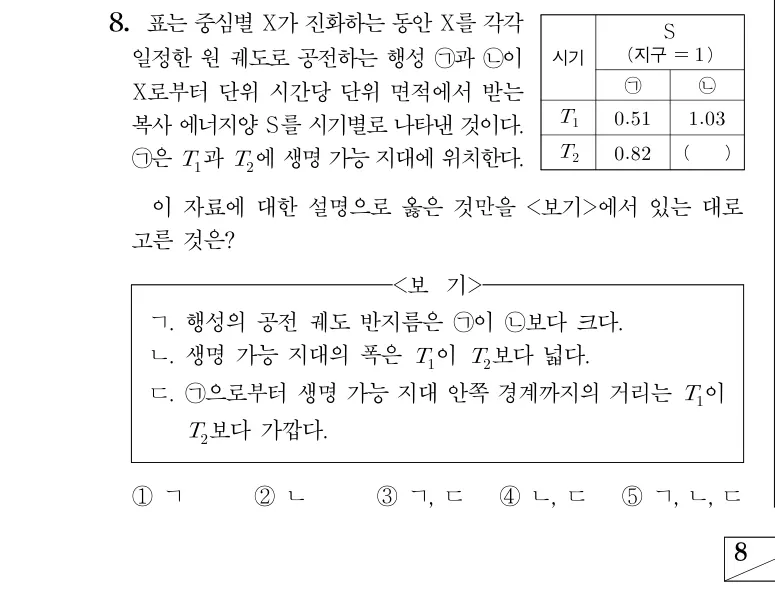 8. 표는 중심별 X가 진화하는 동안 X를 각각
일정한 원 궤도로 공전하는 행성 ㉠과 ㉡이
X로부터 단위 시간당 단위 면적에서 받는
복사 에너지양 S를 시기별로 나타낸 것이다.
㉠은 T₁과 T₂에 생명 가능 지대에 위치한다.
시기 S
(지구 = 1)
㉠ ㉡
T₁ 0.51 1.03
T₂ 0.82 ( )
이 자료에 대한 설명으로 옳은 것만을 <보기>에서 있는 대로
고른 것은?
<보 기>
ㄱ. 행성의 공전 궤도 반지름은 ㉠이 ㉡보다 크다.
ㄴ. 생명 가능 지대의 폭은 T₁이 T₂보다 넓다.
ㄷ. ㉠으로부터 생명 가능 지대 안쪽 경계까지의 거리는 T₁이
T₂보다 가깝다.
① ㄱ ② ㄴ ③ ㄱ, ㄷ ④ ㄴ, ㄷ ⑤ ㄱ, ㄴ, ㄷ
8